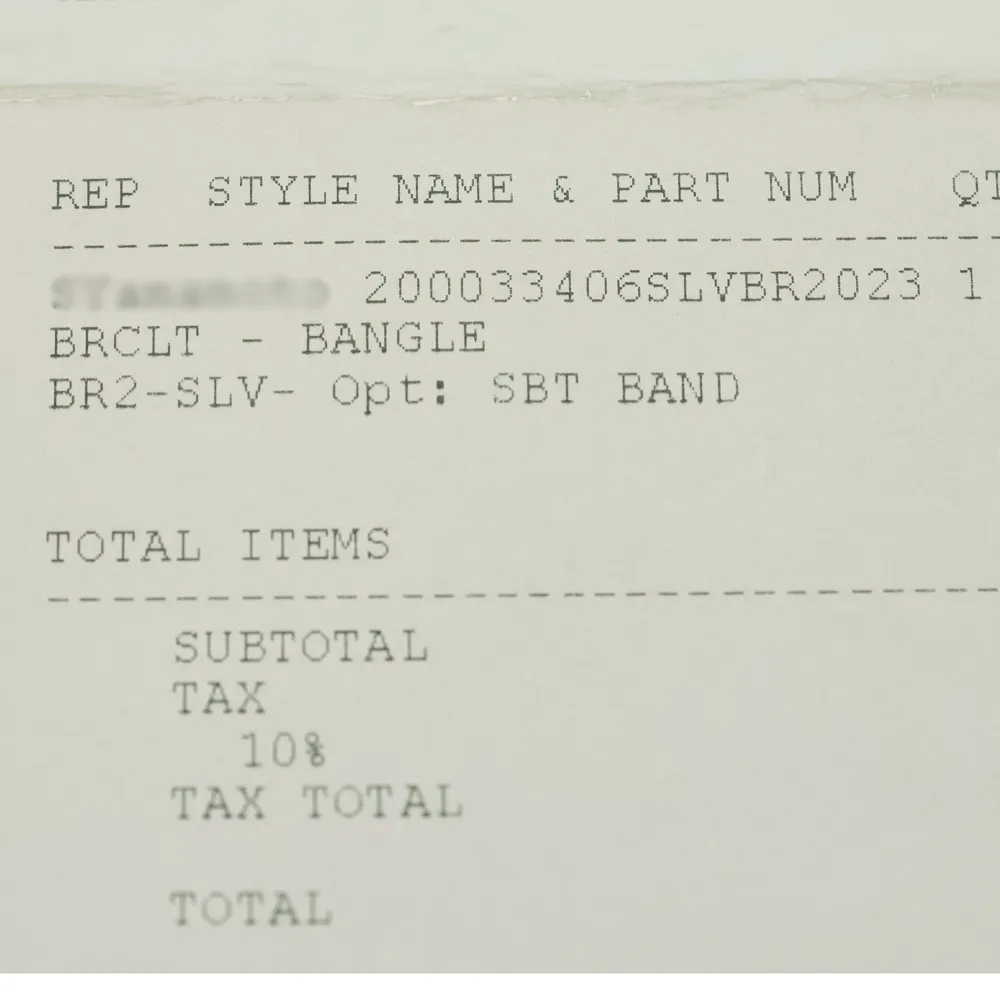 REP STYLE NAME & PART NUM QT
200033406SLVBR2023 1
BRCLT - BANGLE
BR2-SLV- Opt: SBT BAND
TOTAL ITEMS
SUBTOTAL
TAX
10%
TAX TOTAL
TOTAL